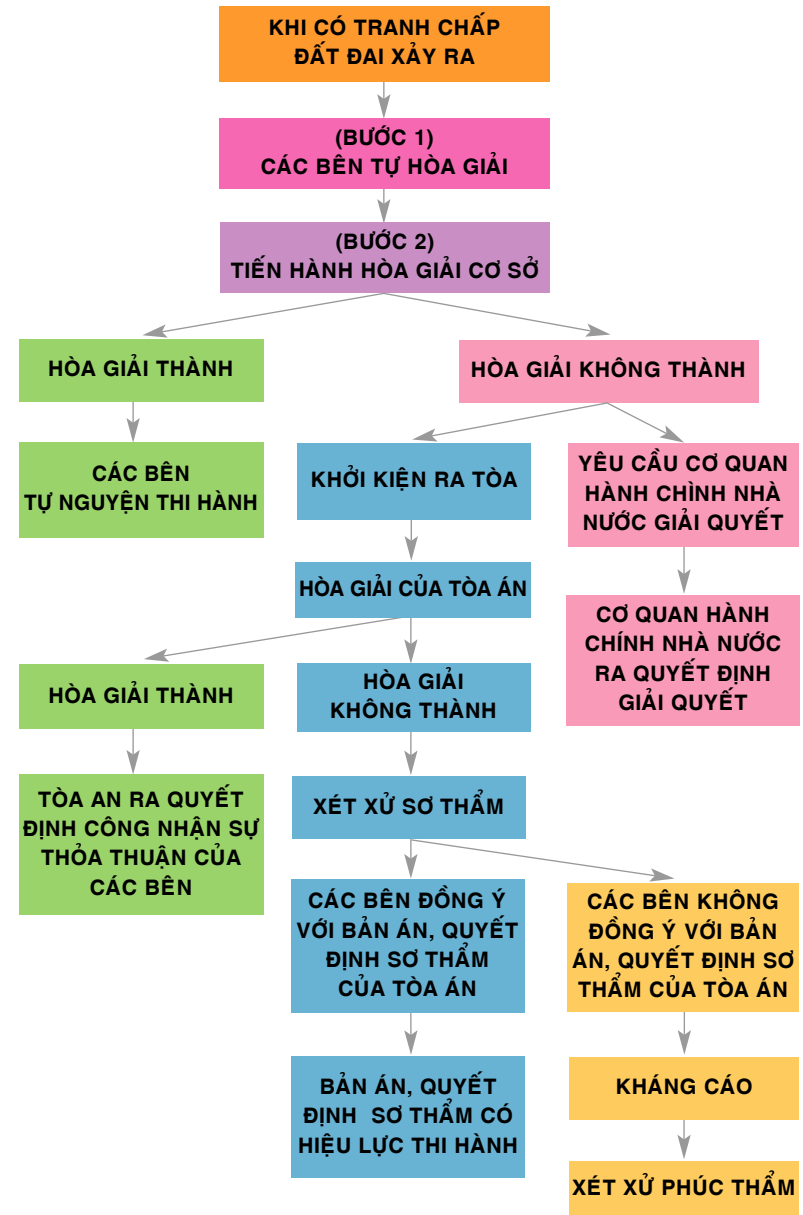 KHI CÓ TRANH CHẤP
ĐẤT ĐAI XẢY RA
(BƯỚC 1)
CÁC BÊN TỰ HÒA GIẢI
(BƯỚC 2)
TIẾN HÀNH HÒA GIẢI CƠ SỞ
HÒA GIẢI THÀNH
HÒA GIẢI KHÔNG THÀNH
CÁC BÊN
TỰ NGUYỆN THI HÀNH
KHỞI KIỆN RA TÒA
YÊU CẦU CƠ QUAN
HÀNH CHÌNH NHÀ
NƯỚC GIẢI QUYẾT
HÒA GIẢI CỦA TÒA ÁN
CƠ QUAN HÀNH
CHÍNH NHÀ NƯỚC
RA QUYẾT ĐỊNH
GIẢI QUYẾT
HÒA GIẢI THÀNH
HÒA GIẢI
KHÔNG THÀNH
TÒA AN RA QUYẾT
ĐỊNH CÔNG NHẬN SỰ
THỎA THUẬN CỦA
CÁC BÊN
XÉT XỬ SƠ THẨM
CÁC BÊN ĐỒNG Ý
VỚI BẢN ÁN, QUYẾT
ĐỊNH SƠ THẨM
CỦA TÒA ÁN
CÁC BÊN KHÔNG
ĐỒNG Ý VỚI BẢN
ÁN, QUYẾT ĐỊNH SƠ
THẨM CỦA TÒA ÁN
BẢN ÁN, QUYẾT
ĐỊNH SƠ THẨM CÓ
HIỆU LỰC THI HÀNH
KHÁNG CÁO
XÉT XỬ PHÚC THẨM